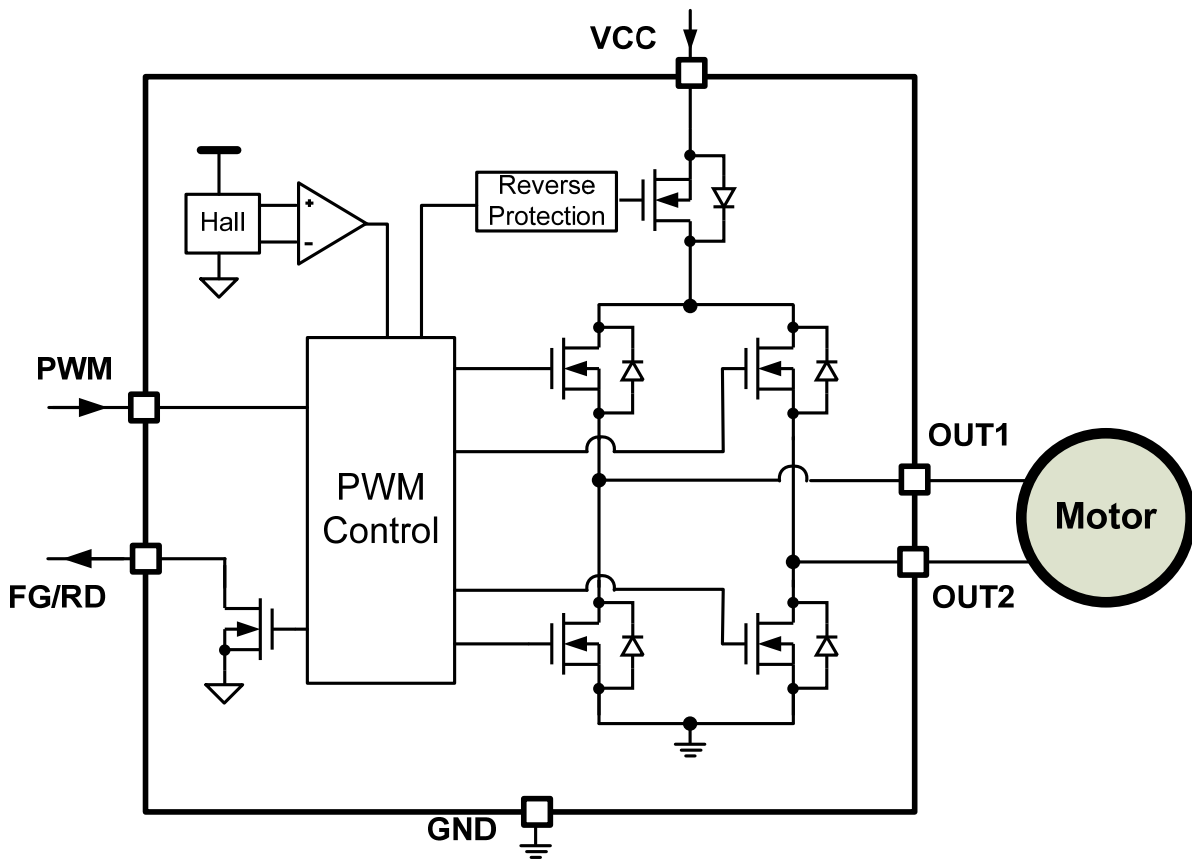 VCC
Reverse
Protection
Hall
+
-
PWM
OUT1
PWM
Control
Motor
FG/RD
OUT2
GND